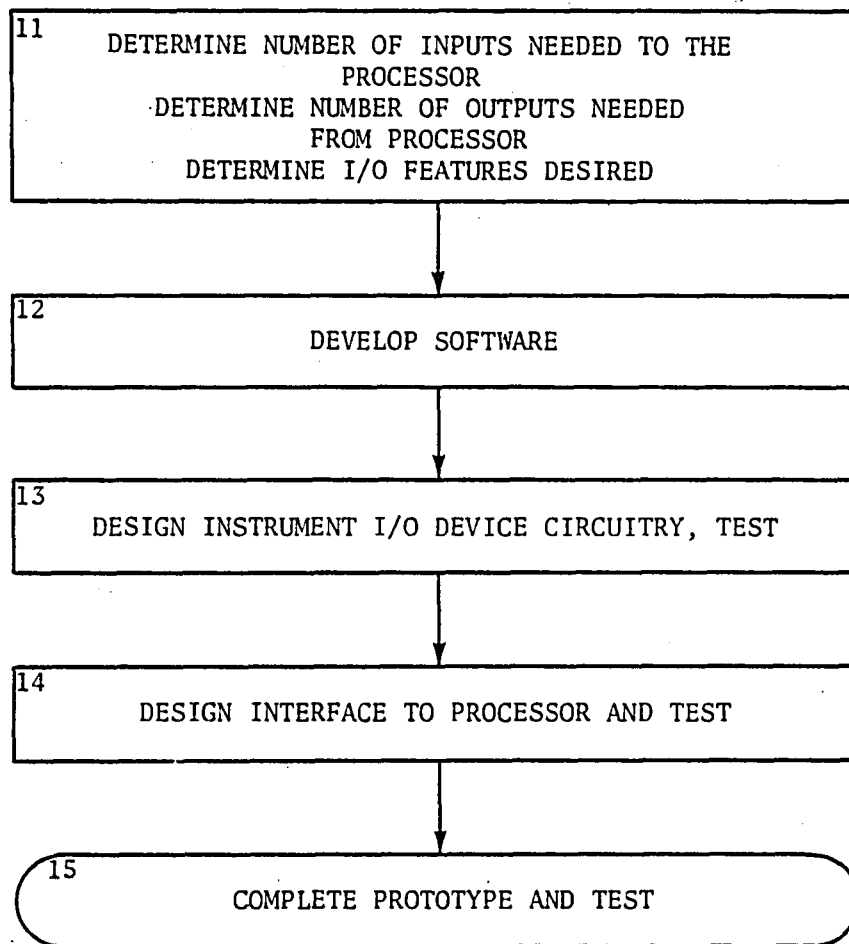 11
DETERMINE NUMBER OF INPUTS NEEDED TO THE
PROCESSOR
DETERMINE NUMBER OF OUTPUTS NEEDED
FROM PROCESSOR
DETERMINE I/O FEATURES DESIRED
12
DEVELOP SOFTWARE
13
DESIGN INSTRUMENT I/O DEVICE CIRCUITRY, TEST
14
DESIGN INTERFACE TO PROCESSOR AND TEST
15
COMPLETE PROTOTYPE AND TEST